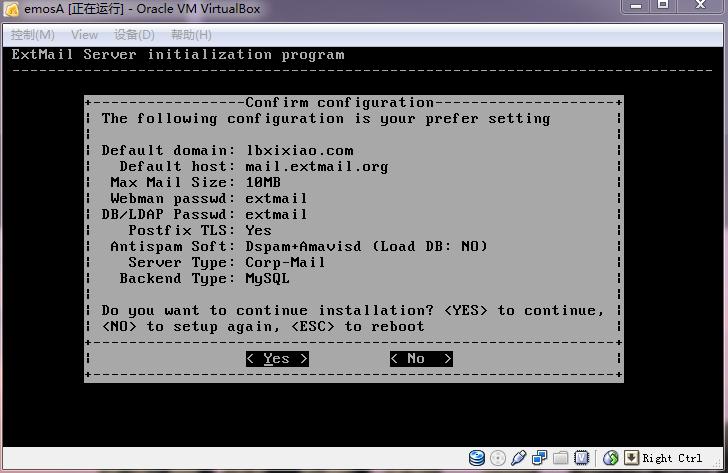 emosA [正在运行] - Oracle VM VirtualBox
控制(M) View 设备(D) 帮助(H)
ExtMail Server initialization program
Confirm configuration
The following configuration is your prefer setting
Default domain: lbxixiao.com
Default host: mail.extmail.org
Max Mail Size: 10MB
Webman passwd: extmail
DB/LDAP Passwd: extmail
Postfix TLS: Yes
Antispam Soft: Dspam+Amavisd (Load DB: NO)
Server Type: Corp-Mail
Backend Type: MySQL
Do you want to continue installation? <YES> to continue,
<NO> to setup again, <ESC> to reboot
< Yes > < No >
Right Ctrl